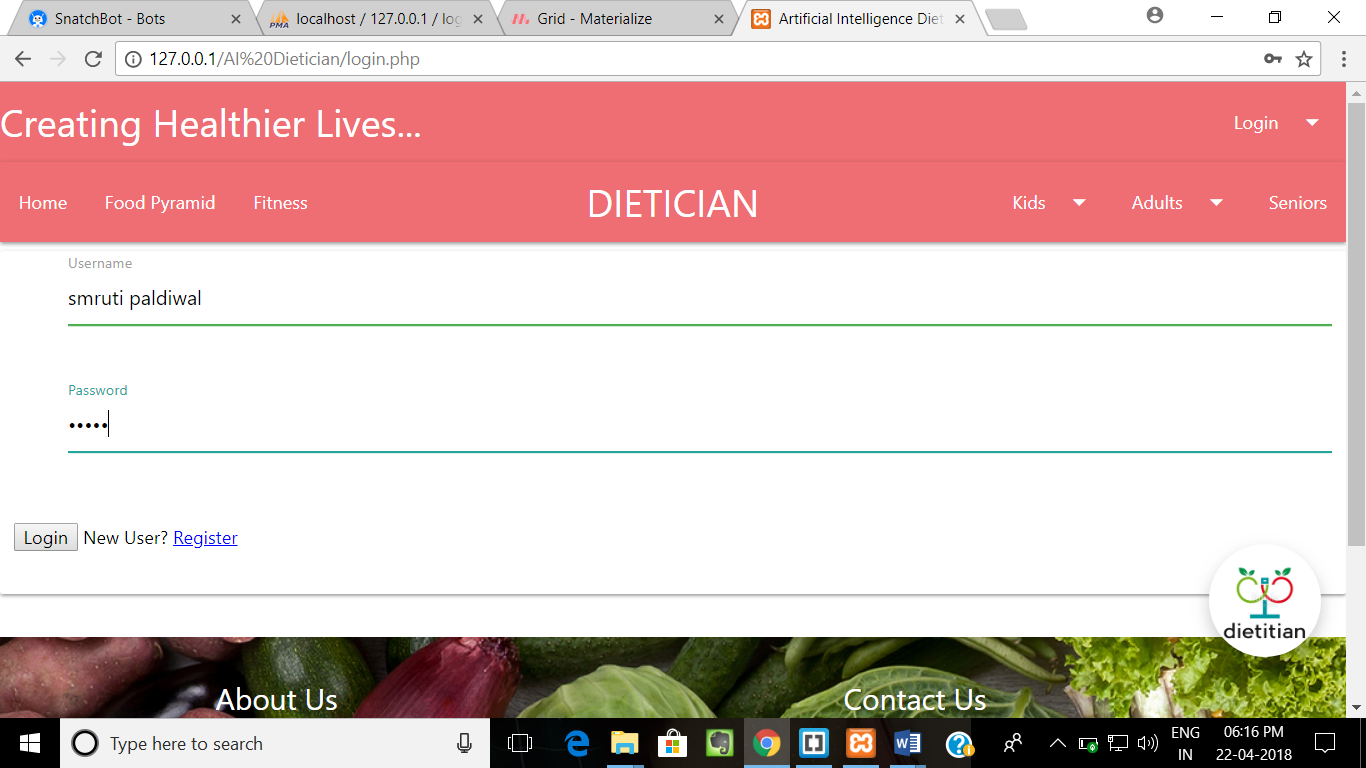 SnatchBot - Bots
localhost / 127.0.0.1 / log
Grid - Materialize
Artificial Intelligence Diet
127.0.0.1/AI%20Dietician/login.php
Creating Healthier Lives...
Login
Home Food Pyramid Fitness DIETICIAN Kids Adults Seniors
Username
smruti paldiwal
Password
•••••
Login New User? Register
dietitian
About Us Contact Us
Type here to search
ENG
IN
06:16 PM
22-04-2018